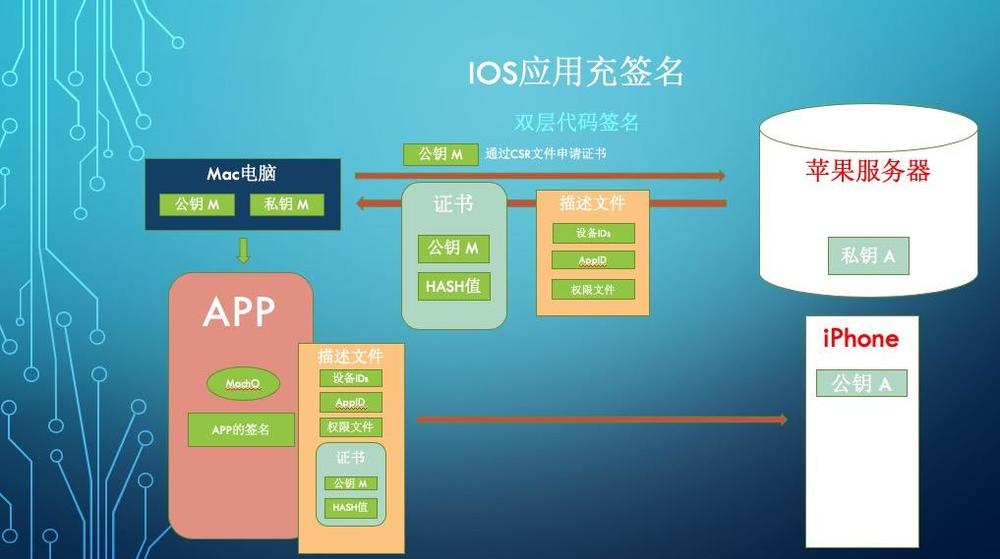 IOS应用充签名
双层代码签名
公钥 M
通过CSR文件申请证书
Mac电脑
公钥 M
私钥 M
证书
公钥 M
HASH值
描述文件
设备IDs
AppID
权限文件
苹果服务器
私钥 A
APP
MachO
APP的签名
描述文件
设备IDs
AppID
权限文件
证书
公钥 M
HASH值
iPhone
公钥 A